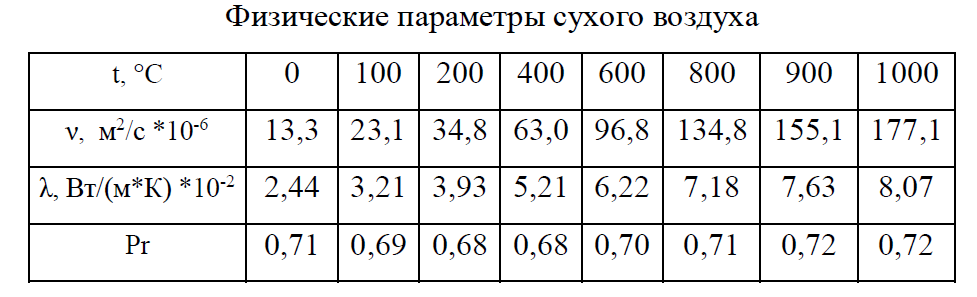 Физические параметры сухого воздуха
t, °C 0 100 200 400 600 800 900 1000
ν, м²/с *10⁻⁶ 13,3 23,1 34,8 63,0 96,8 134,8 155,1 177,1
λ, Вт/(м*К) *10⁻² 2,44 3,21 3,93 5,21 6,22 7,18 7,63 8,07
Pr 0,71 0,69 0,68 0,68 0,70 0,71 0,72 0,72